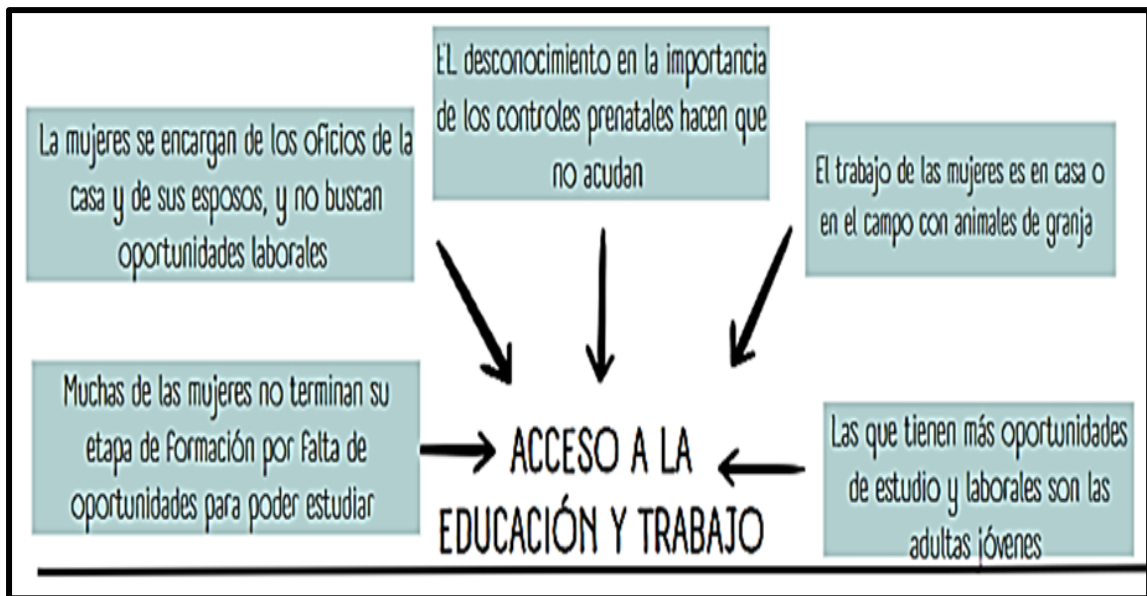 EL desconocimiento en la importancia
de los controles prenatales hacen que
no acudan
La mujeres se encargan de los oficios de la
casa y de sus esposos, y no buscan
oportunidades laborales
El trabajo de las mujeres es en casa o
en el campo con animales de granja
Muchas de las mujeres no terminan su
etapa de formación por falta de
oportunidades para poder estudiar
Las que tienen más oportunidades
de estudio y laborales son las
adultas jóvenes
ACCESO A LA
EDUCACIÓN Y TRABAJO